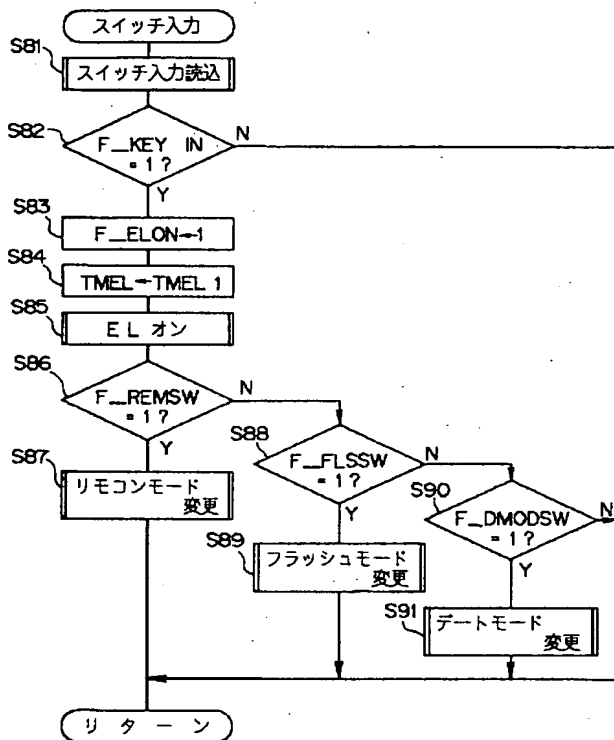 スイッチ入力
S81
スイッチ入力読込
S82
F_KEY IN
=1?
N
Y
S83
F_ELON←1
S84
TMEL←TMEL 1
S85
EL オン
S86
F_REMSW
=1?
N
Y
S87
リモコンモード
変更
S88
F_FLSSW
=1?
N
Y
S89
フラッシュモード
変更
S90
F_DMODSW
=1?
N
Y
S91
デートモード
変更
リターン